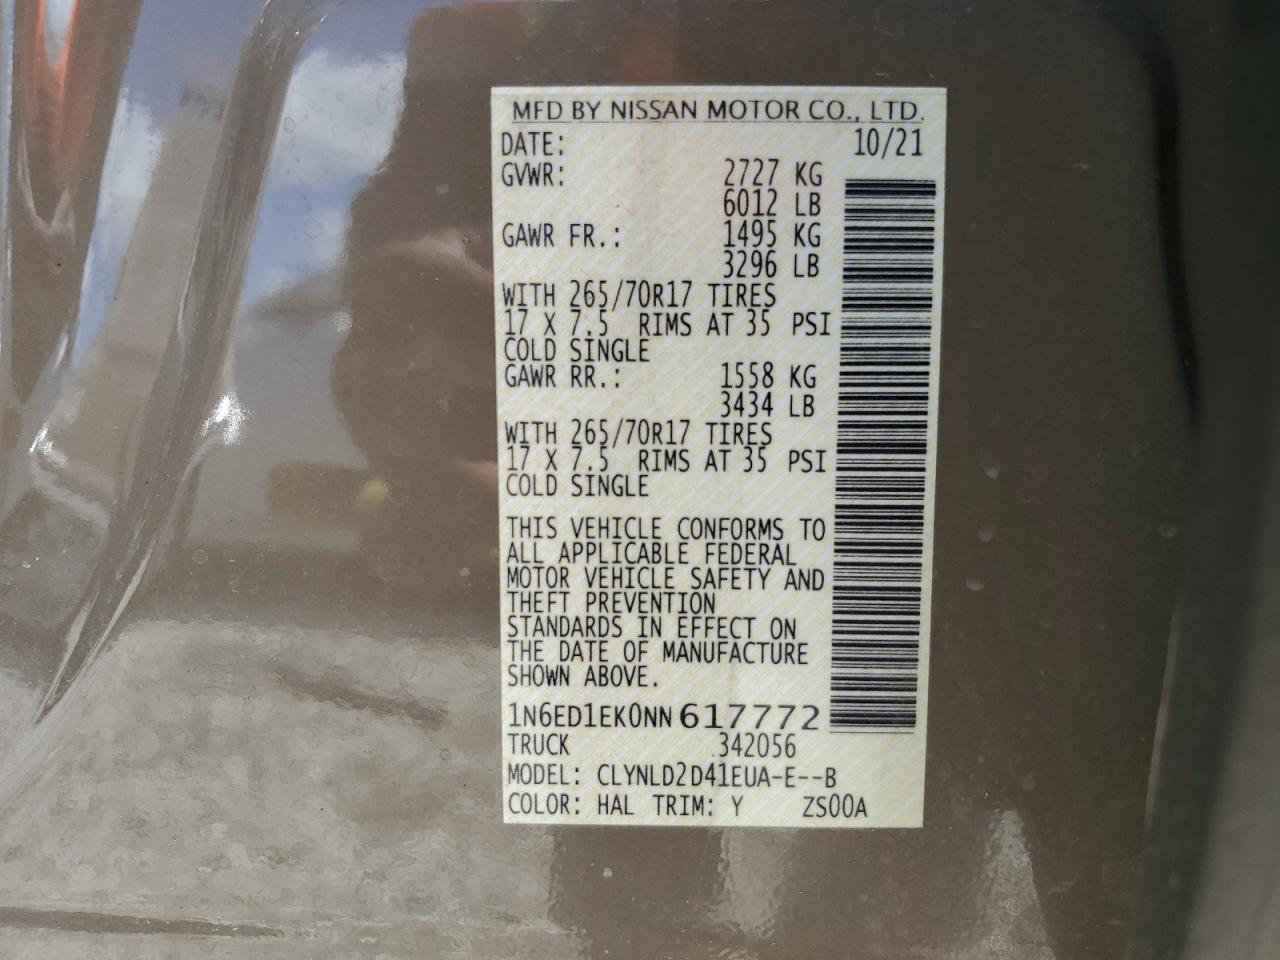 MFD BY NISSAN MOTOR CO., LTD.
DATE: 10/21
GVWR: 2727 KG
6012 LB
GAWR FR.: 1495 KG
3296 LB
WITH 265/70R17 TIRES
17 X 7.5 RIMS AT 35 PSI
COLD SINGLE
GAWR RR.: 1558 KG
3434 LB
WITH 265/70R17 TIRES
17 X 7.5 RIMS AT 35 PSI
COLD SINGLE
THIS VEHICLE CONFORMS TO
ALL APPLICABLE FEDERAL
MOTOR VEHICLE SAFETY AND
THEFT PREVENTION
STANDARDS IN EFFECT ON
THE DATE OF MANUFACTURE
SHOWN ABOVE.
1N6ED1EK0NN617772
TRUCK 342056
MODEL: CLYNLD2D41EUA-E--B
COLOR: HAL TRIM: Y ZS00A